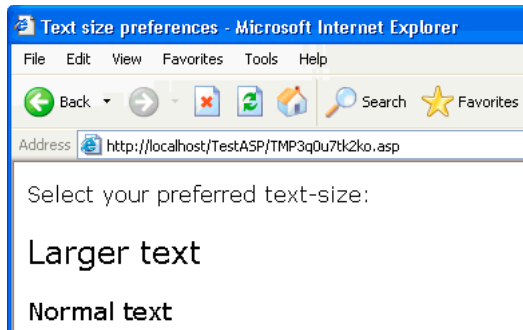 Text size preferences - Microsoft Internet Explorer
File Edit View Favorites Tools Help
Back Search Favorites
Address http://localhost/TestASP/TMP3q0u7tk2ko.asp
Select your preferred text-size:
Larger text
Normal text